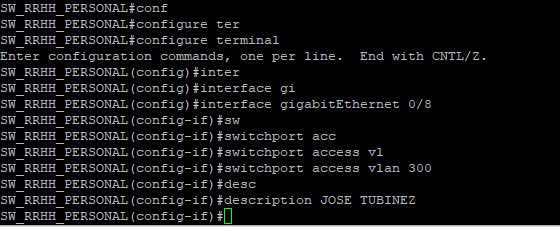 SW_RRHH_PERSONAL#conf
SW_RRHH_PERSONAL#configure ter
SW_RRHH_PERSONAL#configure terminal
Enter configuration commands, one per line.  End with CNTL/Z.
SW_RRHH_PERSONAL(config)#inter
SW_RRHH_PERSONAL(config)#interface gi
SW_RRHH_PERSONAL(config)#interface gigabitEthernet 0/8
SW_RRHH_PERSONAL(config-if)#sw
SW_RRHH_PERSONAL(config-if)#switchport acc
SW_RRHH_PERSONAL(config-if)#switchport access vl
SW_RRHH_PERSONAL(config-if)#switchport access vlan 300
SW_RRHH_PERSONAL(config-if)#desc
SW_RRHH_PERSONAL(config-if)#description JOSE TUBINEZ
SW_RRHH_PERSONAL(config-if)#